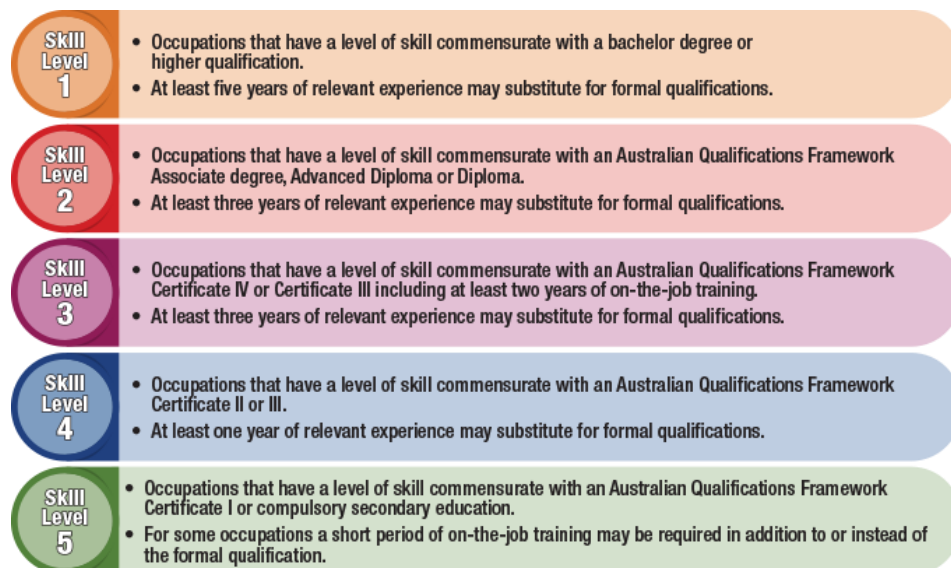 Skill
Level
1
• Occupations that have a level of skill commensurate with a bachelor degree or
higher qualification.
• At least five years of relevant experience may substitute for formal qualifications.
Skill
Level
2
• Occupations that have a level of skill commensurate with an Australian Qualifications Framework
Associate degree, Advanced Diploma or Diploma.
• At least three years of relevant experience may substitute for formal qualifications.
Skill
Level
3
• Occupations that have a level of skill commensurate with an Australian Qualifications Framework
Certificate IV or Certificate III including at least two years of on-the-job training.
• At least three years of relevant experience may substitute for formal qualifications.
Skill
Level
4
• Occupations that have a level of skill commensurate with an Australian Qualifications Framework
Certificate II or III.
• At least one year of relevant experience may substitute for formal qualifications.
Skill
Level
5
• Occupations that have a level of skill commensurate with an Australian Qualifications Framework
Certificate I or compulsory secondary education.
• For some occupations a short period of on-the-job training may be required in addition to or instead of
the formal qualification.